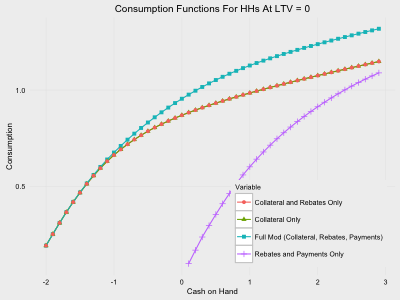 Consumption Functions For HHs At LTV = 0
Consumption
1.0
0.5
Variable
Collateral and Rebates Only
Collateral Only
Full Mod (Collateral, Rebates, Payments)
Rebates and Payments Only
-2 -1 0 1 2 3
Cash on Hand